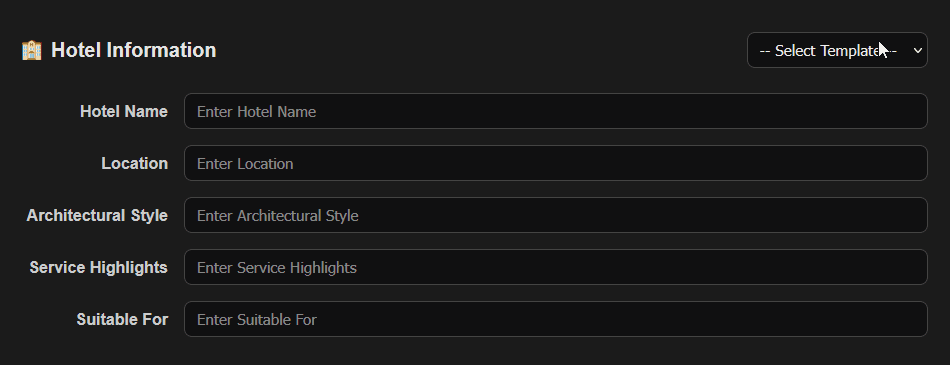 🏨 Hotel Information
-- Select Template --
Hotel Name
Enter Hotel Name
Location
Enter Location
Architectural Style
Enter Architectural Style
Service Highlights
Enter Service Highlights
Suitable For
Enter Suitable For